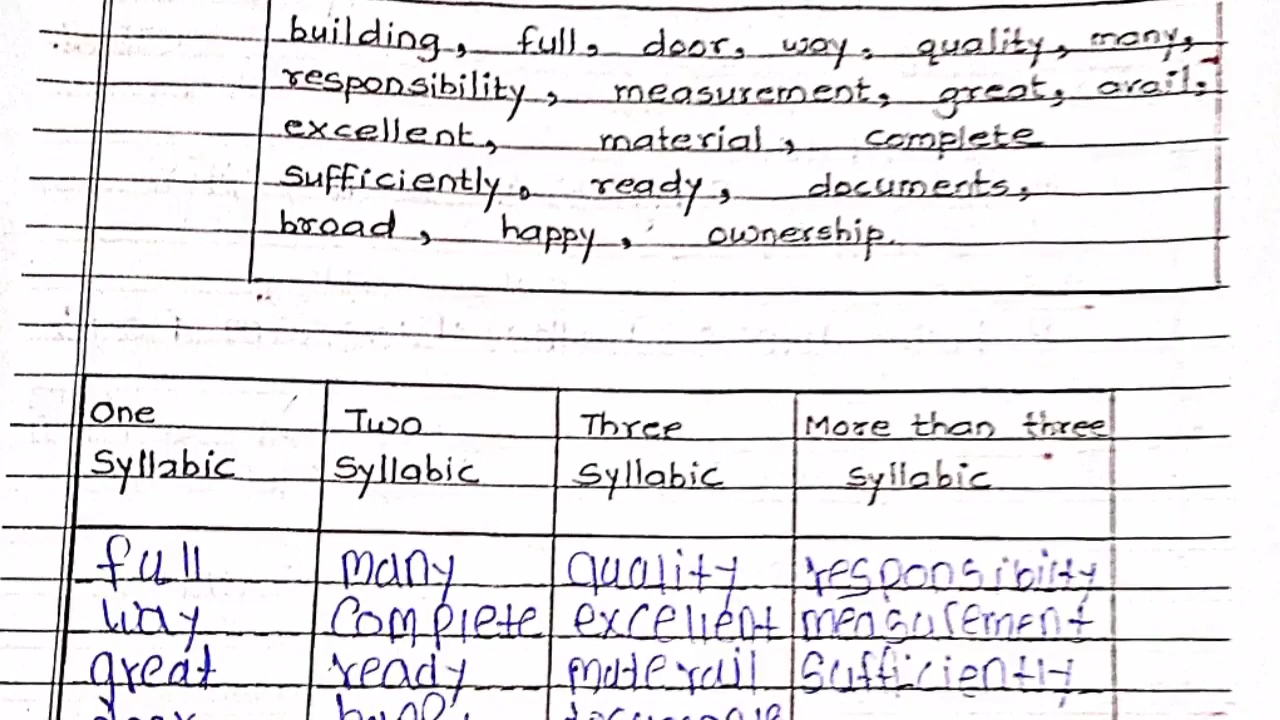 building, full, door, way, quality, many,
responsibility, measurement, great, avail,
excellent, material, complete
sufficiently, ready, documents,
broad, happy, ownership.
One Syllabic
Two Syllabic
Three Syllabic
More than three syllabic
full many quality responsibilty
way complete excellent measurement
great ready materail sufficiently